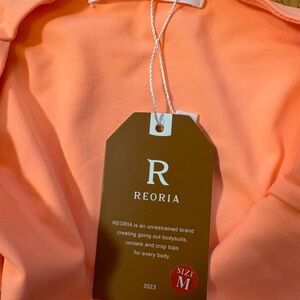 R
REORIA
REORIA is an unrestrained brand
creating going out bodysuits,
corsets and crop tops
for every body.
2023
SIZE
M